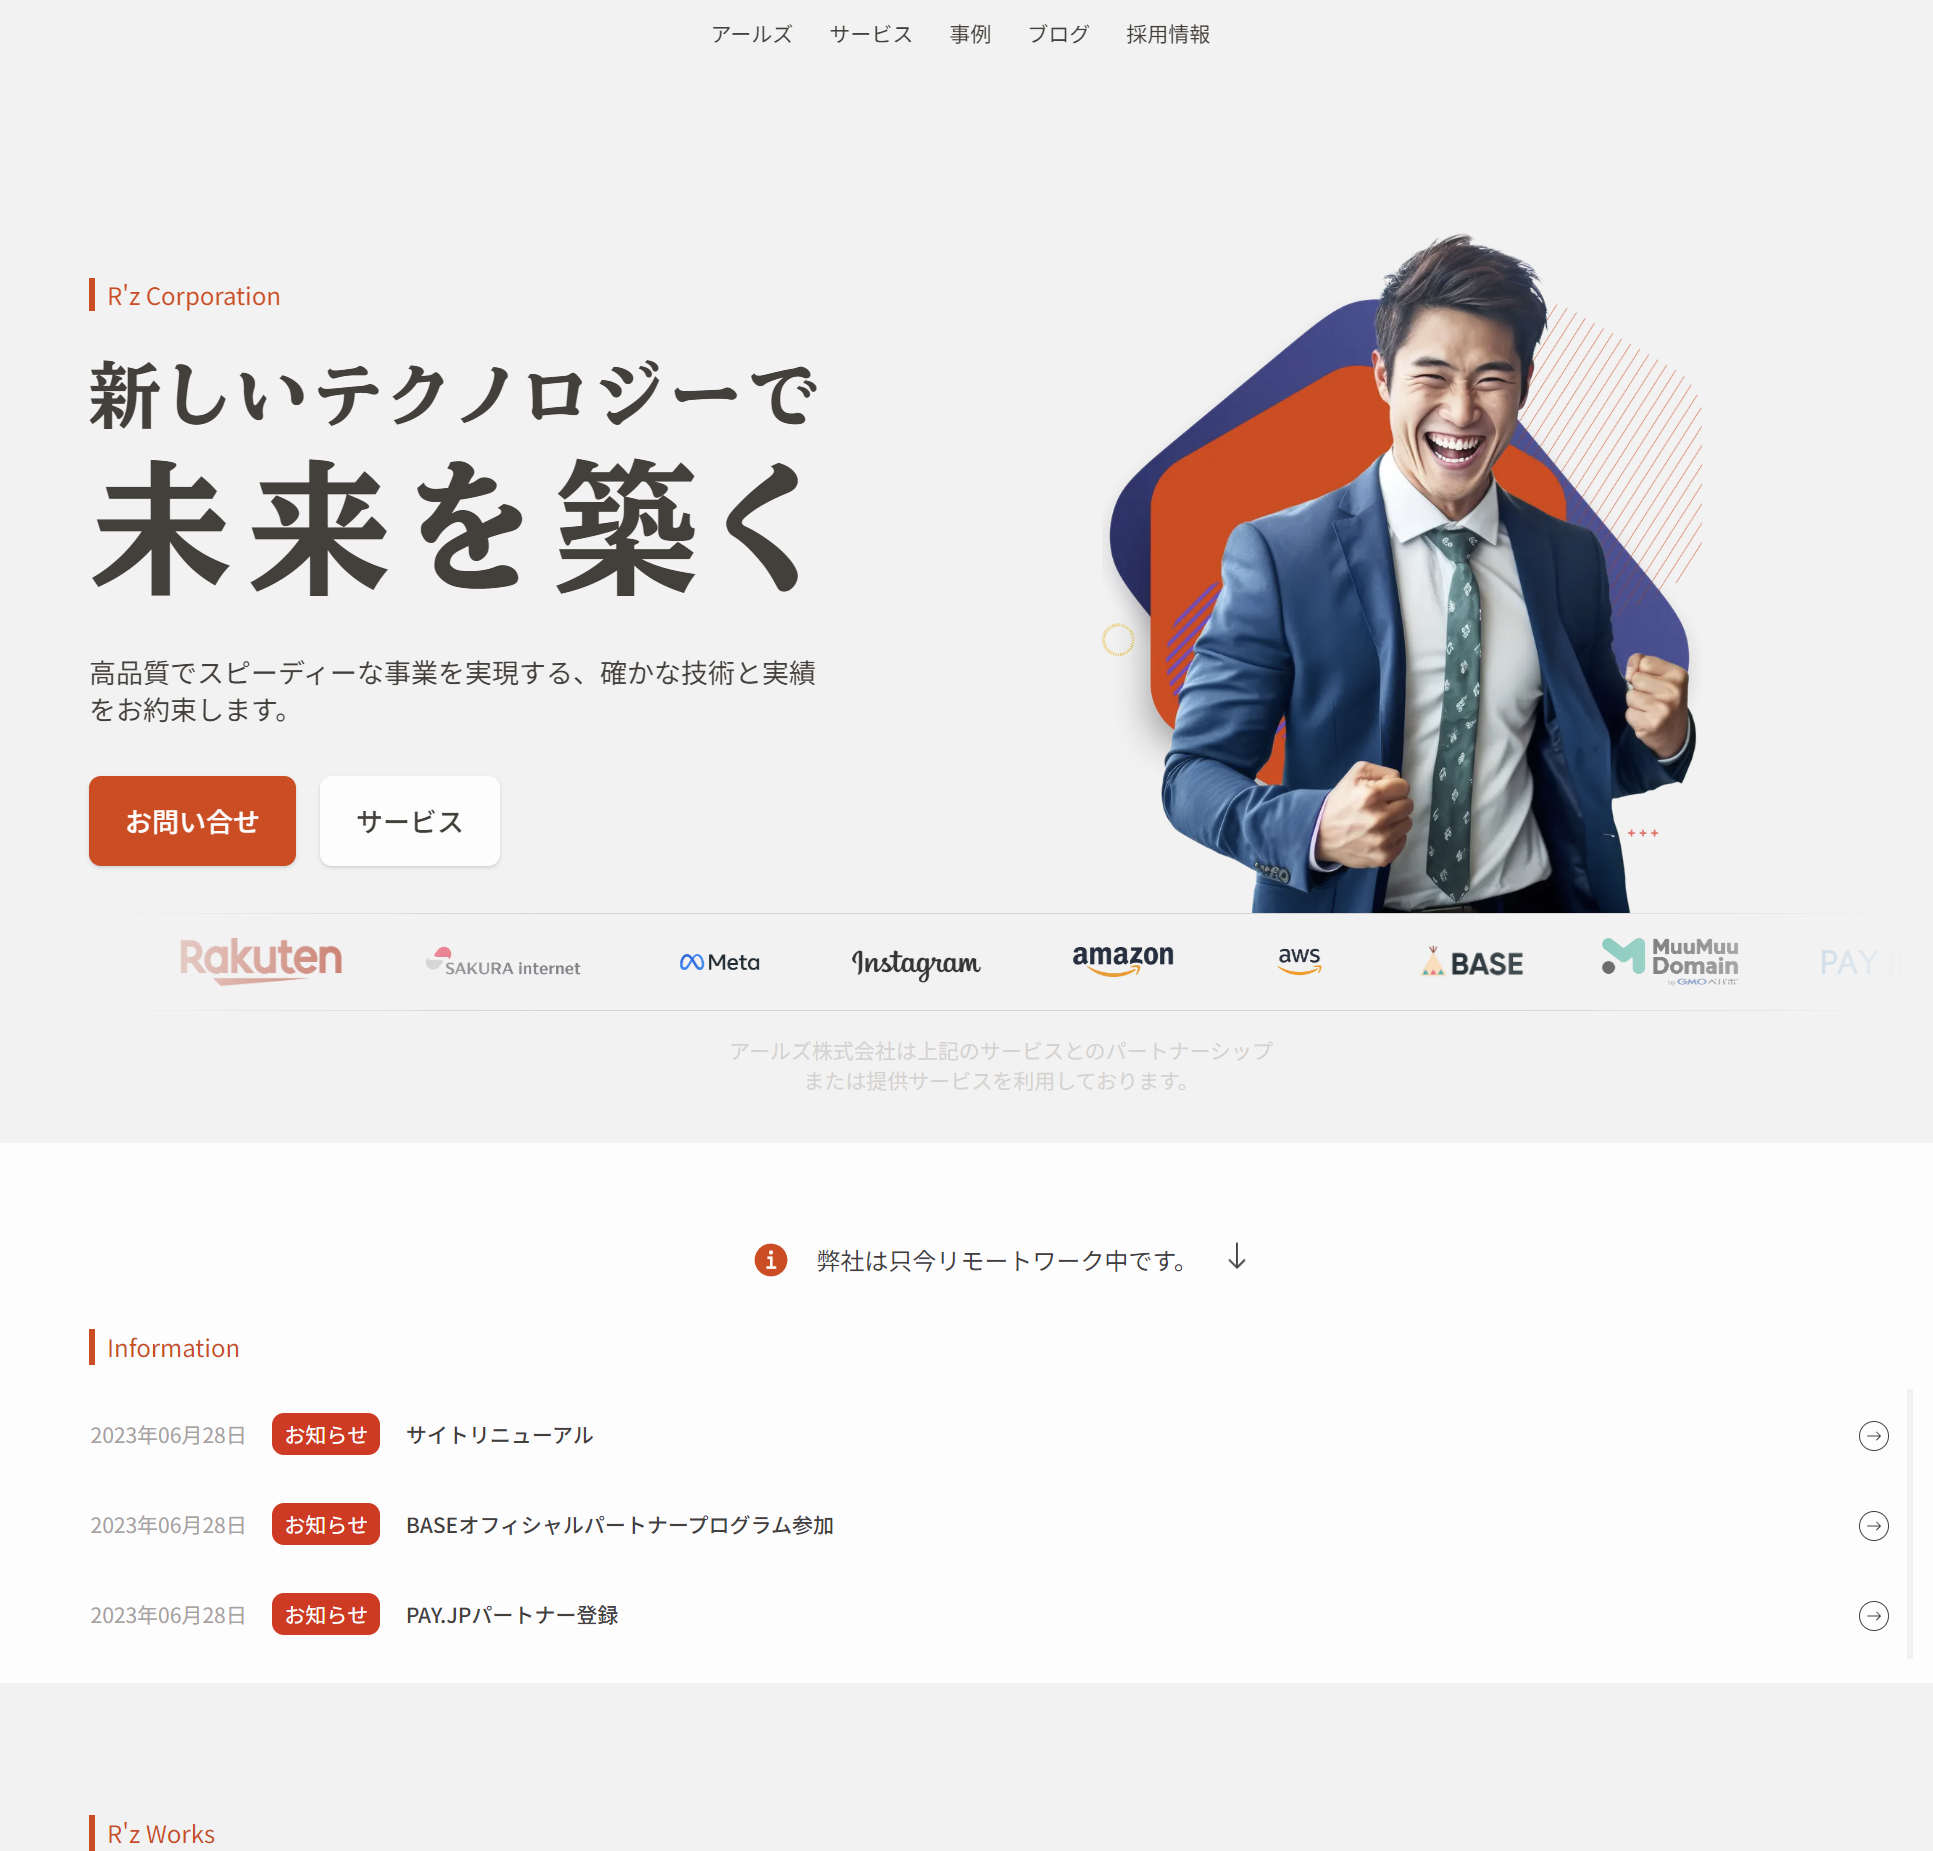 アールズ サービス 事例 ブログ 採用情報
R'z Corporation
新しいテクノロジーで
未来を築く
高品質でスピーディーな事業を実現する、確かな技術と実績
をお約束します。
お問い合せ サービス
Rakuten SAKURA internet Meta Instagram amazon aws BASE MuuMuu Domain by GMOペパボ PAY
アールズ株式会社は上記のサービスとのパートナーシップ
または提供サービスを利用しております。
弊社は只今リモートワーク中です。
Information
2023年06月28日 お知らせ サイトリニューアル
2023年06月28日 お知らせ BASEオフィシャルパートナープログラム参加
2023年06月28日 お知らせ PAY.JPパートナー登録
R'z Works